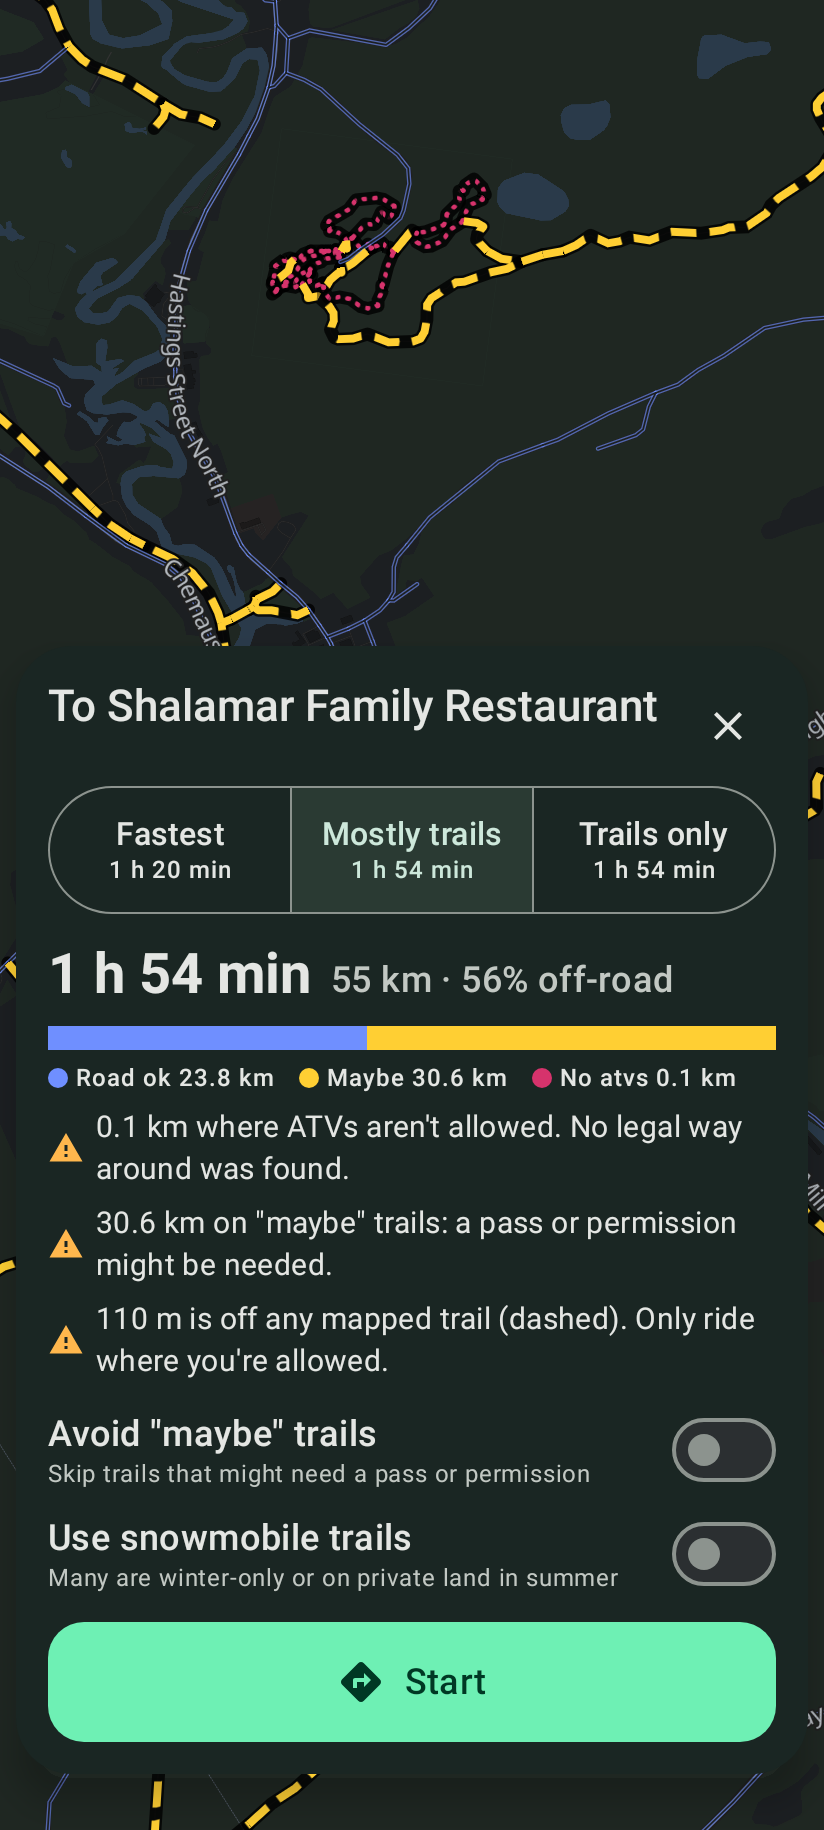 Hastings Street North
To Shalamar Family Restaurant
Fastest
1 h 20 min
Mostly trails
1 h 54 min
Trails only
1 h 54 min
1 h 54 min 55 km · 56% off-road
Road ok 23.8 km Maybe 30.6 km No atvs 0.1 km
0.1 km where ATVs aren't allowed. No legal way
around was found.
30.6 km on "maybe" trails: a pass or permission
might be needed.
110 m is off any mapped trail (dashed). Only ride
where you're allowed.
Avoid "maybe" trails
Skip trails that might need a pass or permission
Use snowmobile trails
Many are winter-only or on private land in summer
Start